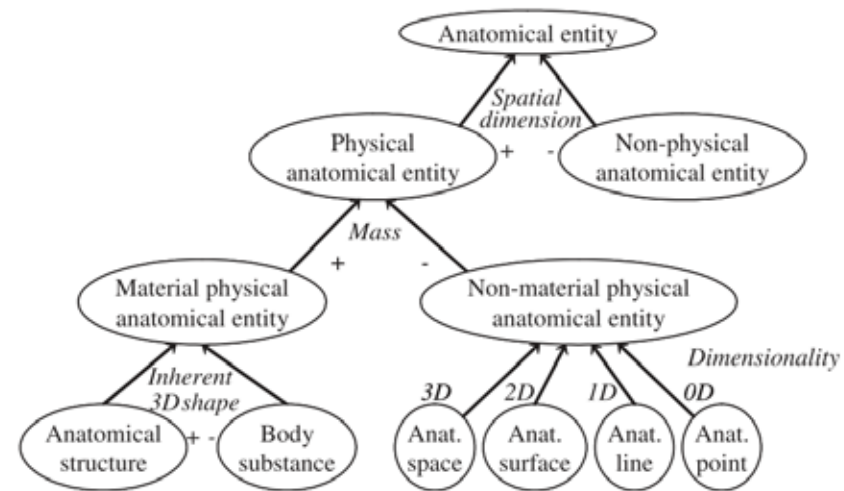 Anatomical entity
Spatial
dimension
Physical
anatomical entity
+ -
Non-physical
anatomical entity
Mass
+ -
Material physical
anatomical entity
Non-material physical
anatomical entity
Dimensionality
Inherent
3D shape
3D 2D 1D 0D
Anatomical
structure
+ -
Body
substance
Anat.
space
Anat.
surface
Anat.
line
Anat.
point